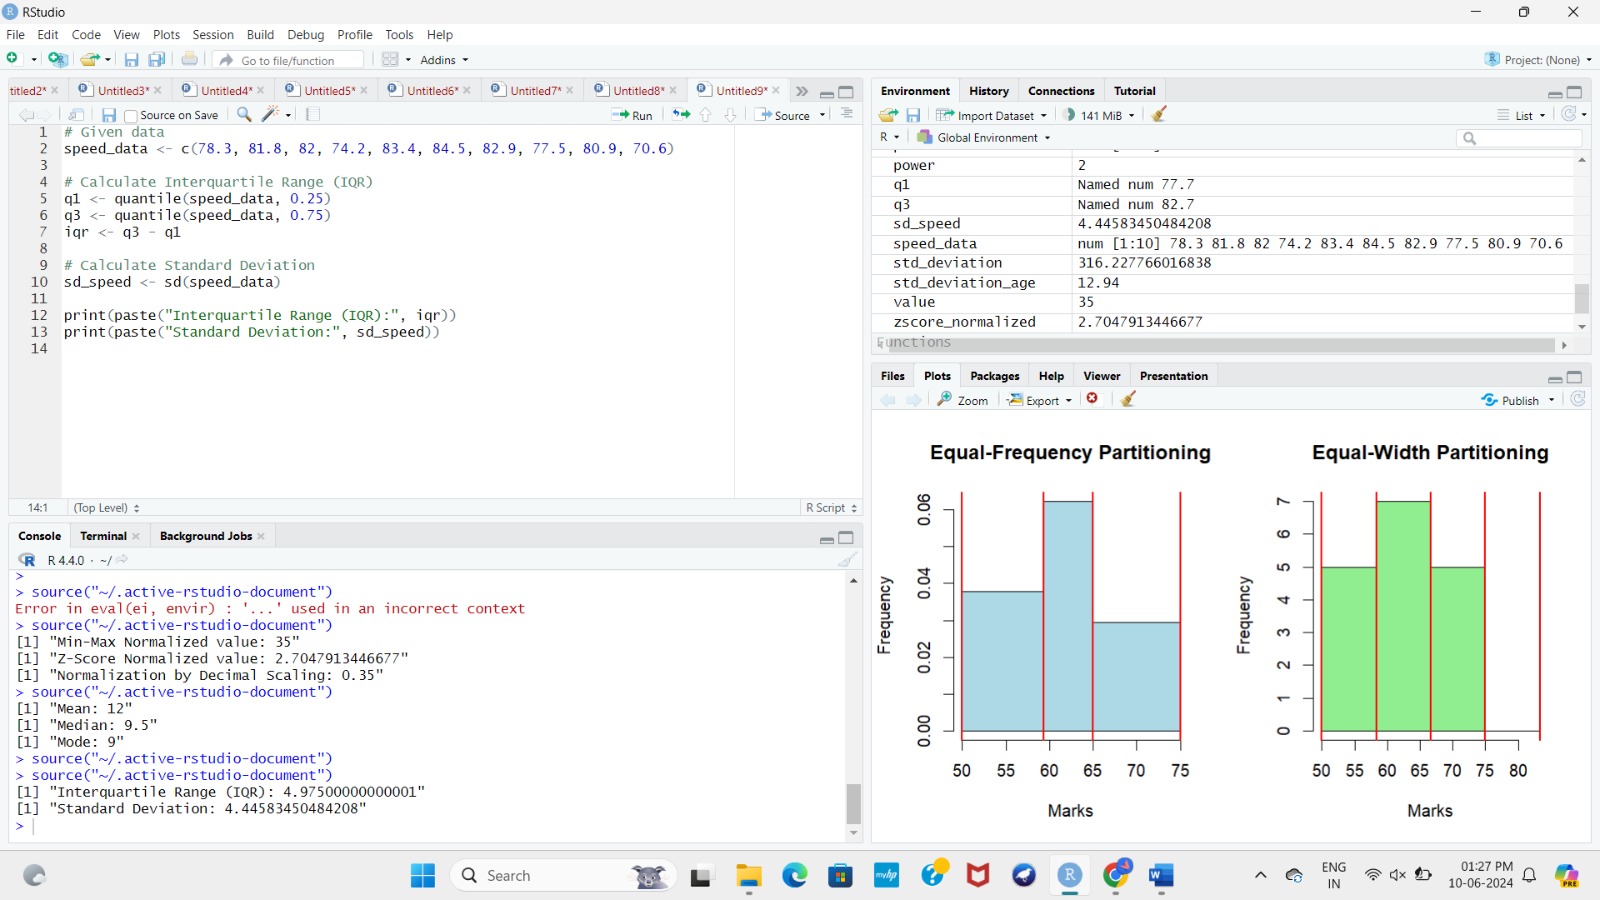 RStudio
File Edit Code View Plots Session Build Debug Profile Tools Help
Go to file/function Addins Project: (None)
titled2* Untitled3* Untitled4* Untitled5* Untitled6* Untitled7* Untitled8* Untitled9*
Source on Save Run Source
1 # Given data
2 speed_data <- c(78.3, 81.8, 82, 74.2, 83.4, 84.5, 82.9, 77.5, 80.9, 70.6)
3
4 # Calculate Interquartile Range (IQR)
5 q1 <- quantile(speed_data, 0.25)
6 q3 <- quantile(speed_data, 0.75)
7 iqr <- q3 - q1
8
9 # Calculate Standard Deviation
10 sd_speed <- sd(speed_data)
11
12 print(paste("Interquartile Range (IQR):", iqr))
13 print(paste("Standard Deviation:", sd_speed))
14
14:1 (Top Level) R Script
Console Terminal Background Jobs
R 4.4.0 · ~/
>
> source("~/.active-rstudio-document")
Error in eval(ei, envir) : '...' used in an incorrect context
> source("~/.active-rstudio-document")
[1] "Min-Max Normalized value: 35"
[1] "Z-Score Normalized value: 2.7047913446677"
[1] "Normalization by Decimal Scaling: 0.35"
> source("~/.active-rstudio-document")
[1] "Mean: 12"
[1] "Median: 9.5"
[1] "Mode: 9"
> source("~/.active-rstudio-document")
> source("~/.active-rstudio-document")
[1] "Interquartile Range (IQR): 4.97500000000001"
[1] "Standard Deviation: 4.44583450484208"
>
Environment History Connections Tutorial
Import Dataset 141 MiB List
R Global Environment
power 2
q1 Named num 77.7
q3 Named num 82.7
sd_speed 4.44583450484208
speed_data num [1:10] 78.3 81.8 82 74.2 83.4 84.5 82.9 77.5 80.9 70.6
std_deviation 316.227766016838
std_deviation_age 12.94
value 35
zscore_normalized 2.7047913446677
Functions
Files Plots Packages Help Viewer Presentation
Zoom Export Publish
Equal-Frequency Partitioning
Frequency
0.00 0.02 0.04 0.06
50 55 60 65 70 75
Marks
Equal-Width Partitioning
Frequency
0 1 2 3 4 5 6 7
50 55 60 65 70 75 80
Marks
Search
myhp
ENG
IN
01:27 PM
10-06-2024
PRE